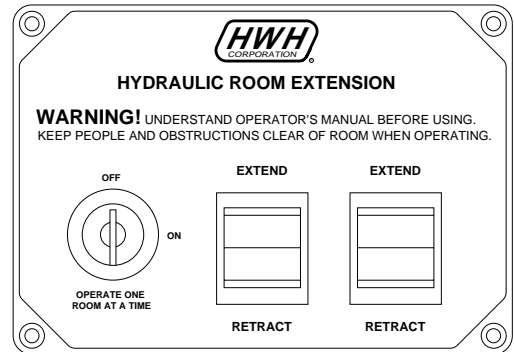 HWH
CORPORATION
HYDRAULIC ROOM EXTENSION
WARNING! UNDERSTAND OPERATOR'S MANUAL BEFORE USING.
KEEP PEOPLE AND OBSTRUCTIONS CLEAR OF ROOM WHEN OPERATING.
OFF
ON
OPERATE ONE
ROOM AT A TIME
EXTEND
RETRACT
EXTEND
RETRACT